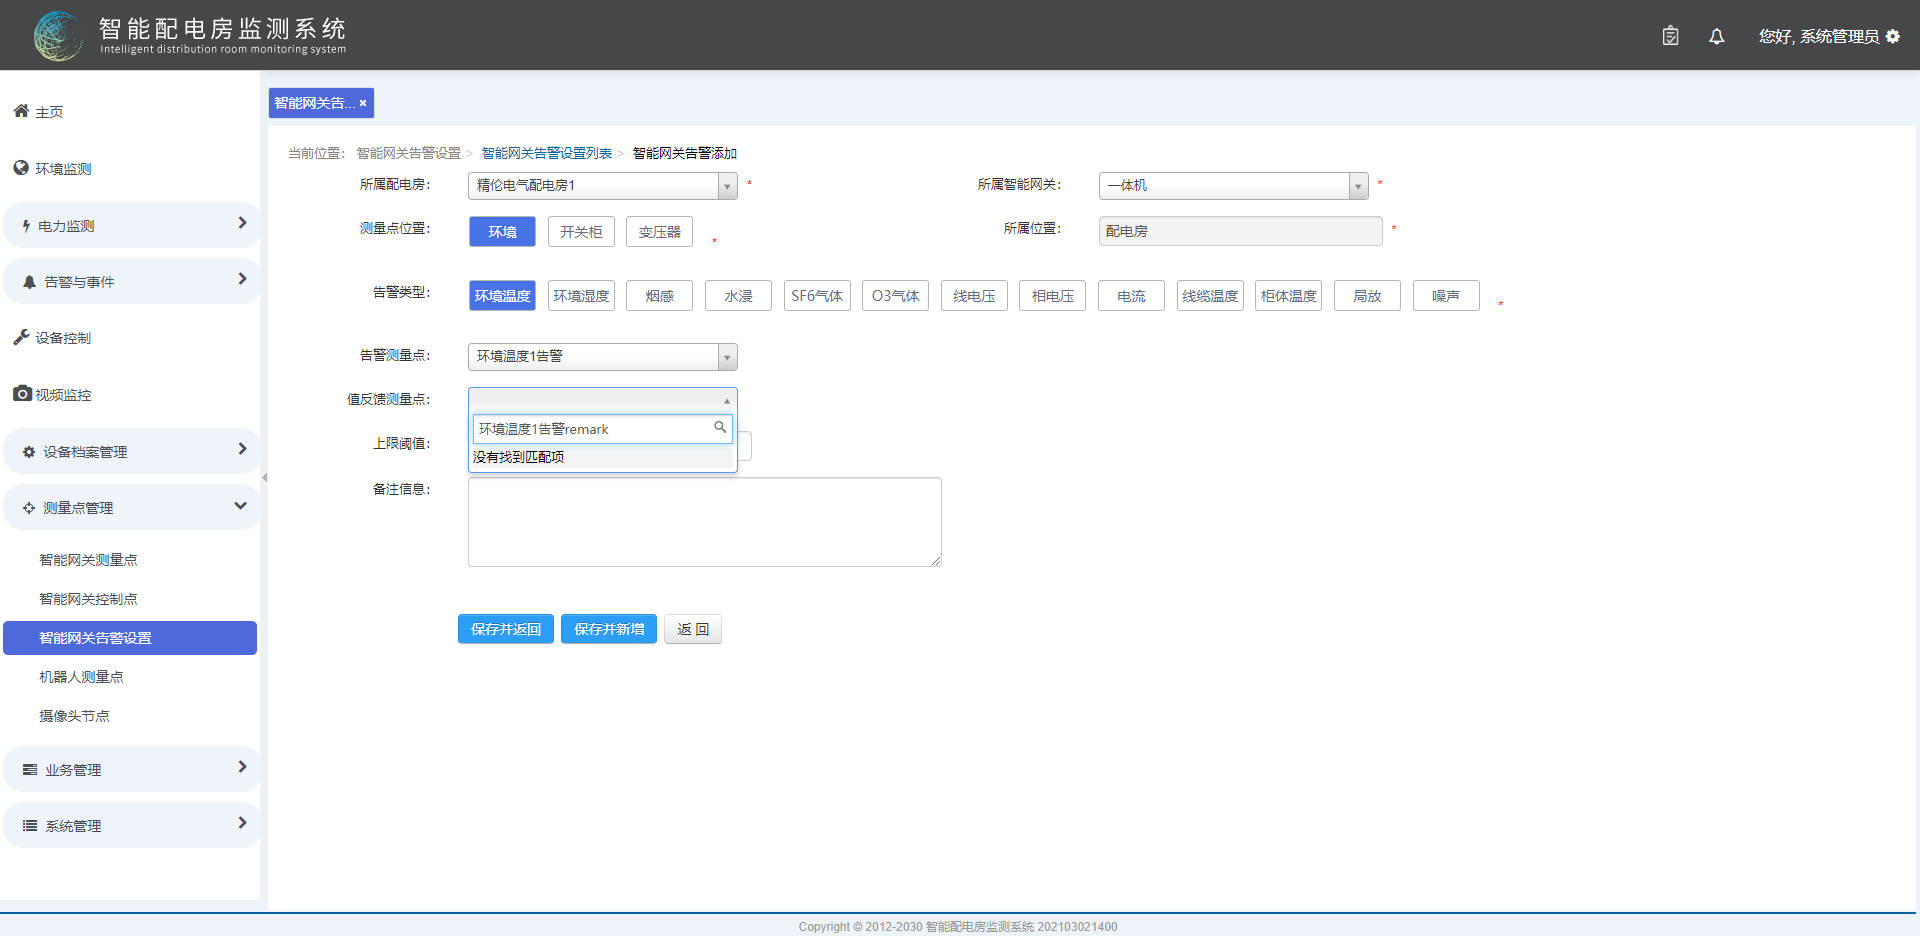 智能配电房监测系统
Intelligent distribution room monitoring system
您好, 系统管理员
主页
环境监测
电力监测
告警与事件
设备控制
视频监控
设备档案管理
测量点管理
智能网关测量点
智能网关控制点
智能网关告警设置
机器人测量点
摄像头节点
业务管理
系统管理
智能网关告... ×
当前位置: 智能网关告警设置 > 智能网关告警设置列表 > 智能网关告警添加
所属配电房: 精伦电气配电房1 * 所属智能网关: 一体机 *
测量点位置: 环境 开关柜 变压器 * 所属位置: 配电房 *
告警类型: 环境温度 环境湿度 烟感 水浸 SF6气体 O3气体 线电压 相电压 电流 线缆温度 柜体温度 局放 噪声 *
告警测量点: 环境温度1告警
值反馈测量点:
环境温度1告警remark
上限阈值:
没有找到匹配项
备注信息:
保存并返回 保存并新增 返 回
Copyright © 2012-2030 智能配电房监测系统 202103021400